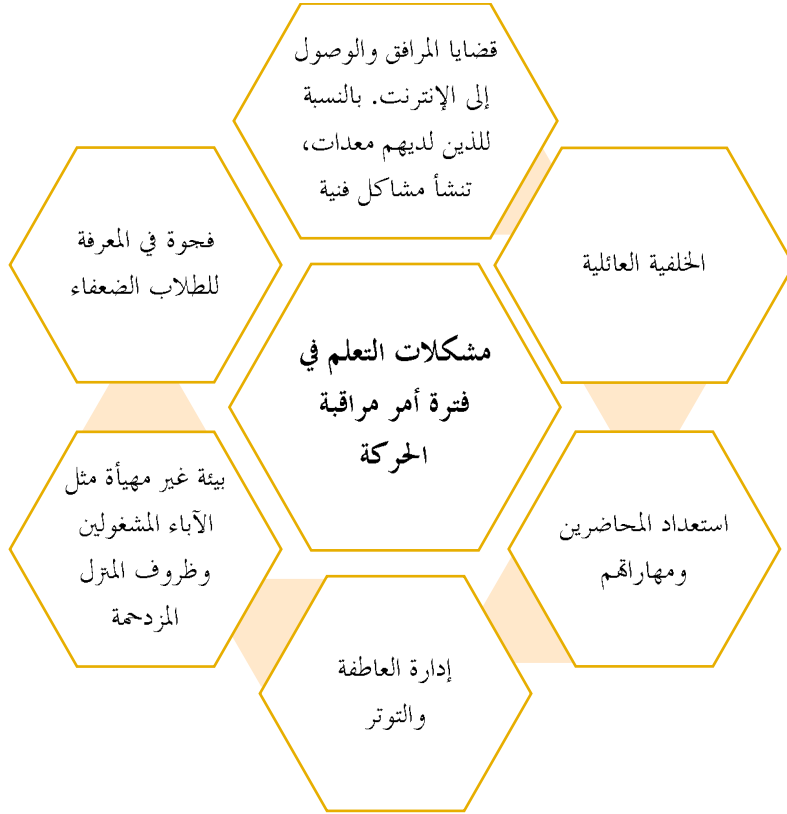 قضايا المرافق والوصول
إلى الإنترنت. بالنسبة
للذين لديهم معدات،
تنشأ مشاكل فنية
الخلفية العائلية
استعداد المحاضرين
ومهاراتهم
إدارة العاطفة
والتوتر
بيئة غير مهيأة مثل
الآباء المشغولين
وظروف المنزل
المزدحمة
فجوة في المعرفة
للطلاب الضعفاء
مشكلات التعلم في
فترة أمر مراقبة
الحركة